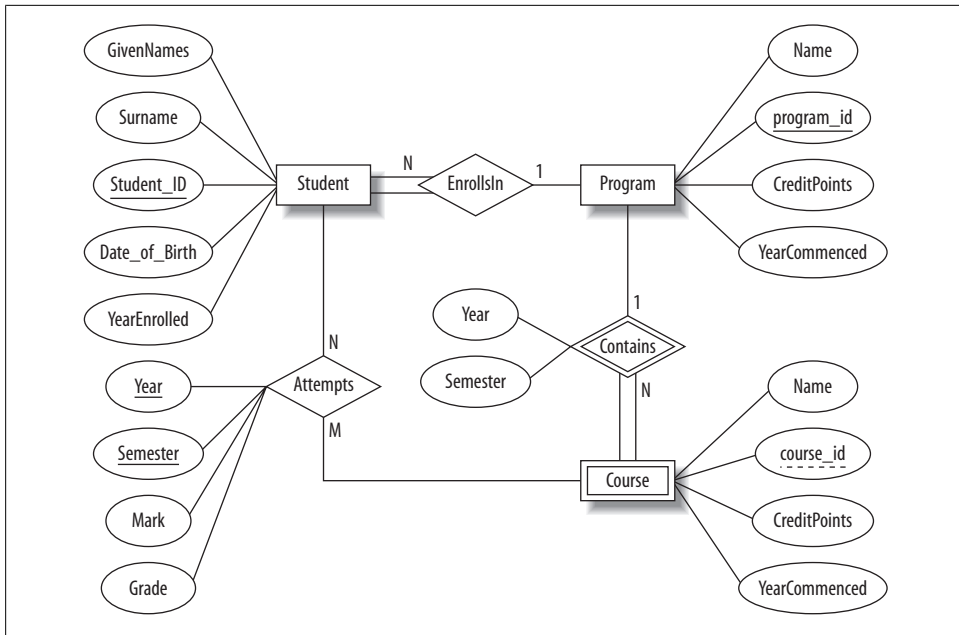 GivenNames
Surname
Student_ID
Date_of_Birth
YearEnrolled
Student
N
EnrollsIn
1
Program
Name
program_id
CreditPoints
YearCommenced
N
Attempts
M
Year
Semester
Mark
Grade
Year
Semester
1
Contains
N
Course
Name
course_id
CreditPoints
YearCommenced